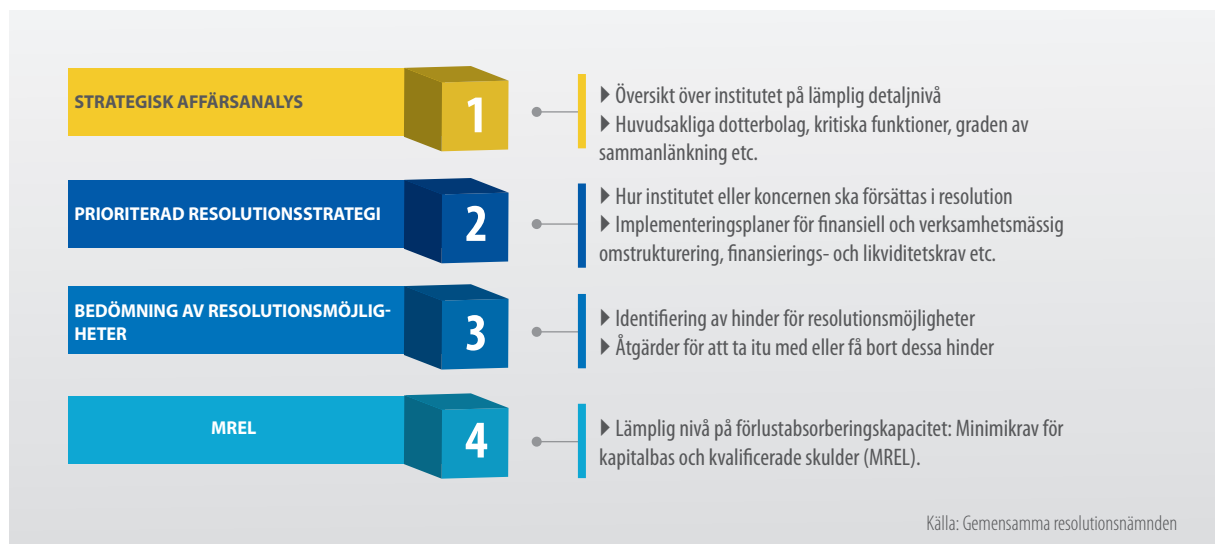 STRATEGISK AFFÄRSANALYS
1
▶ Översikt över institutet på lämplig detaljnivå
▶ Huvudsakliga dotterbolag, kritiska funktioner, graden av
sammanlänkning etc.
PRIORITERAD RESOLUTIONSSTRATEGI
2
▶ Hur institutet eller koncernen ska försättas i resolution
▶ Implementeringsplaner för finansiell och verksamhetsmässig
omstrukturering, finansierings- och likviditetskrav etc.
BEDÖMNING AV RESOLUTIONSMÖJLIG-
HETER
3
▶ Identifiering av hinder för resolutionsmöjligheter
▶ Åtgärder för att ta itu med eller få bort dessa hinder
MREL
4
▶ Lämplig nivå på förlustabsorberingskapacitet: Minimikrav för
kapitalbas och kvalificerade skulder (MREL).
Källa: Gemensamma resolutionsnämnden